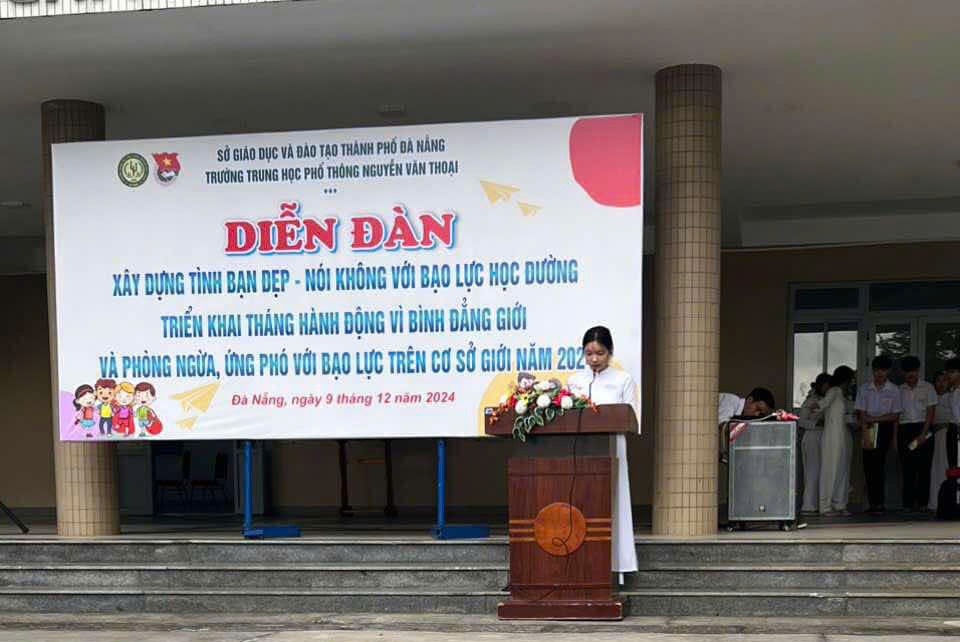 SỞ GIÁO DỤC VÀ ĐÀO TẠO THÀNH PHỐ ĐÀ NẴNG
TRƯỜNG TRUNG HỌC PHỔ THÔNG NGUYỄN VĂN THOẠI
DIỄN ĐÀN
XÂY DỰNG TÌNH BẠN ĐẸP - NÓI KHÔNG VỚI BẠO LỰC HỌC ĐƯỜNG
TRIỂN KHAI THÁNG HÀNH ĐỘNG VÌ BÌNH ĐẲNG GIỚI
VÀ PHÒNG NGỪA, ỨNG PHÓ VỚI BẠO LỰC TRÊN CƠ SỞ GIỚI NĂM 202
Đà Nẵng, ngày 9 tháng 12 năm 2024